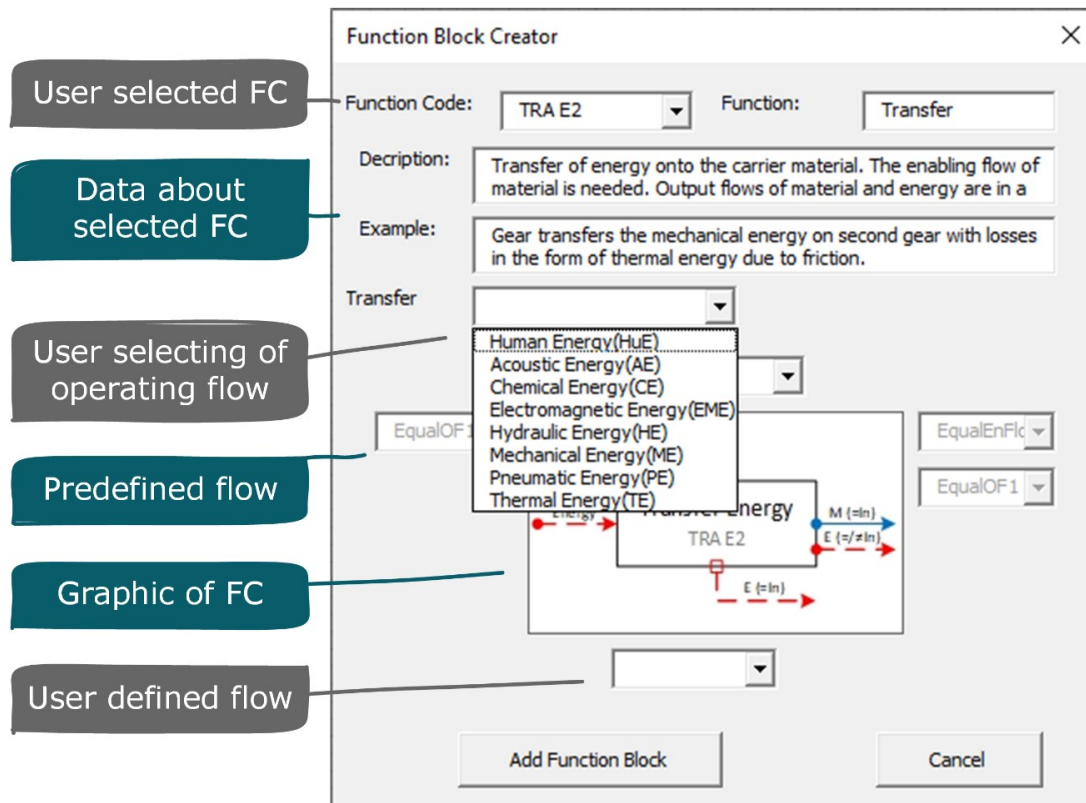 Function Block Creator
User selected FC
Function Code:
TRA E2
Function:
Transfer
Data about
selected FC
Decription:
Transfer of energy onto the carrier material. The enabling flow of
material is needed. Output flows of material and energy are in a
Example:
Gear transfers the mechanical energy on second gear with losses
in the form of thermal energy due to friction.
Transfer
User selecting of
operating flow
Human Energy(HuE)
Acoustic Energy(AE)
Chemical Energy(CE)
Electromagnetic Energy(EME)
Hydraulic Energy(HE)
Mechanical Energy(ME)
Pneumatic Energy(PE)
Thermal Energy(TE)
EqualOF1
EqualEnFlo
EqualOF1
Predefined flow
Energy
Transfer Energy
TRA E2
M (=In)
E (=/≠In)
E (=In)
Graphic of FC
User defined flow
Add Function Block
Cancel